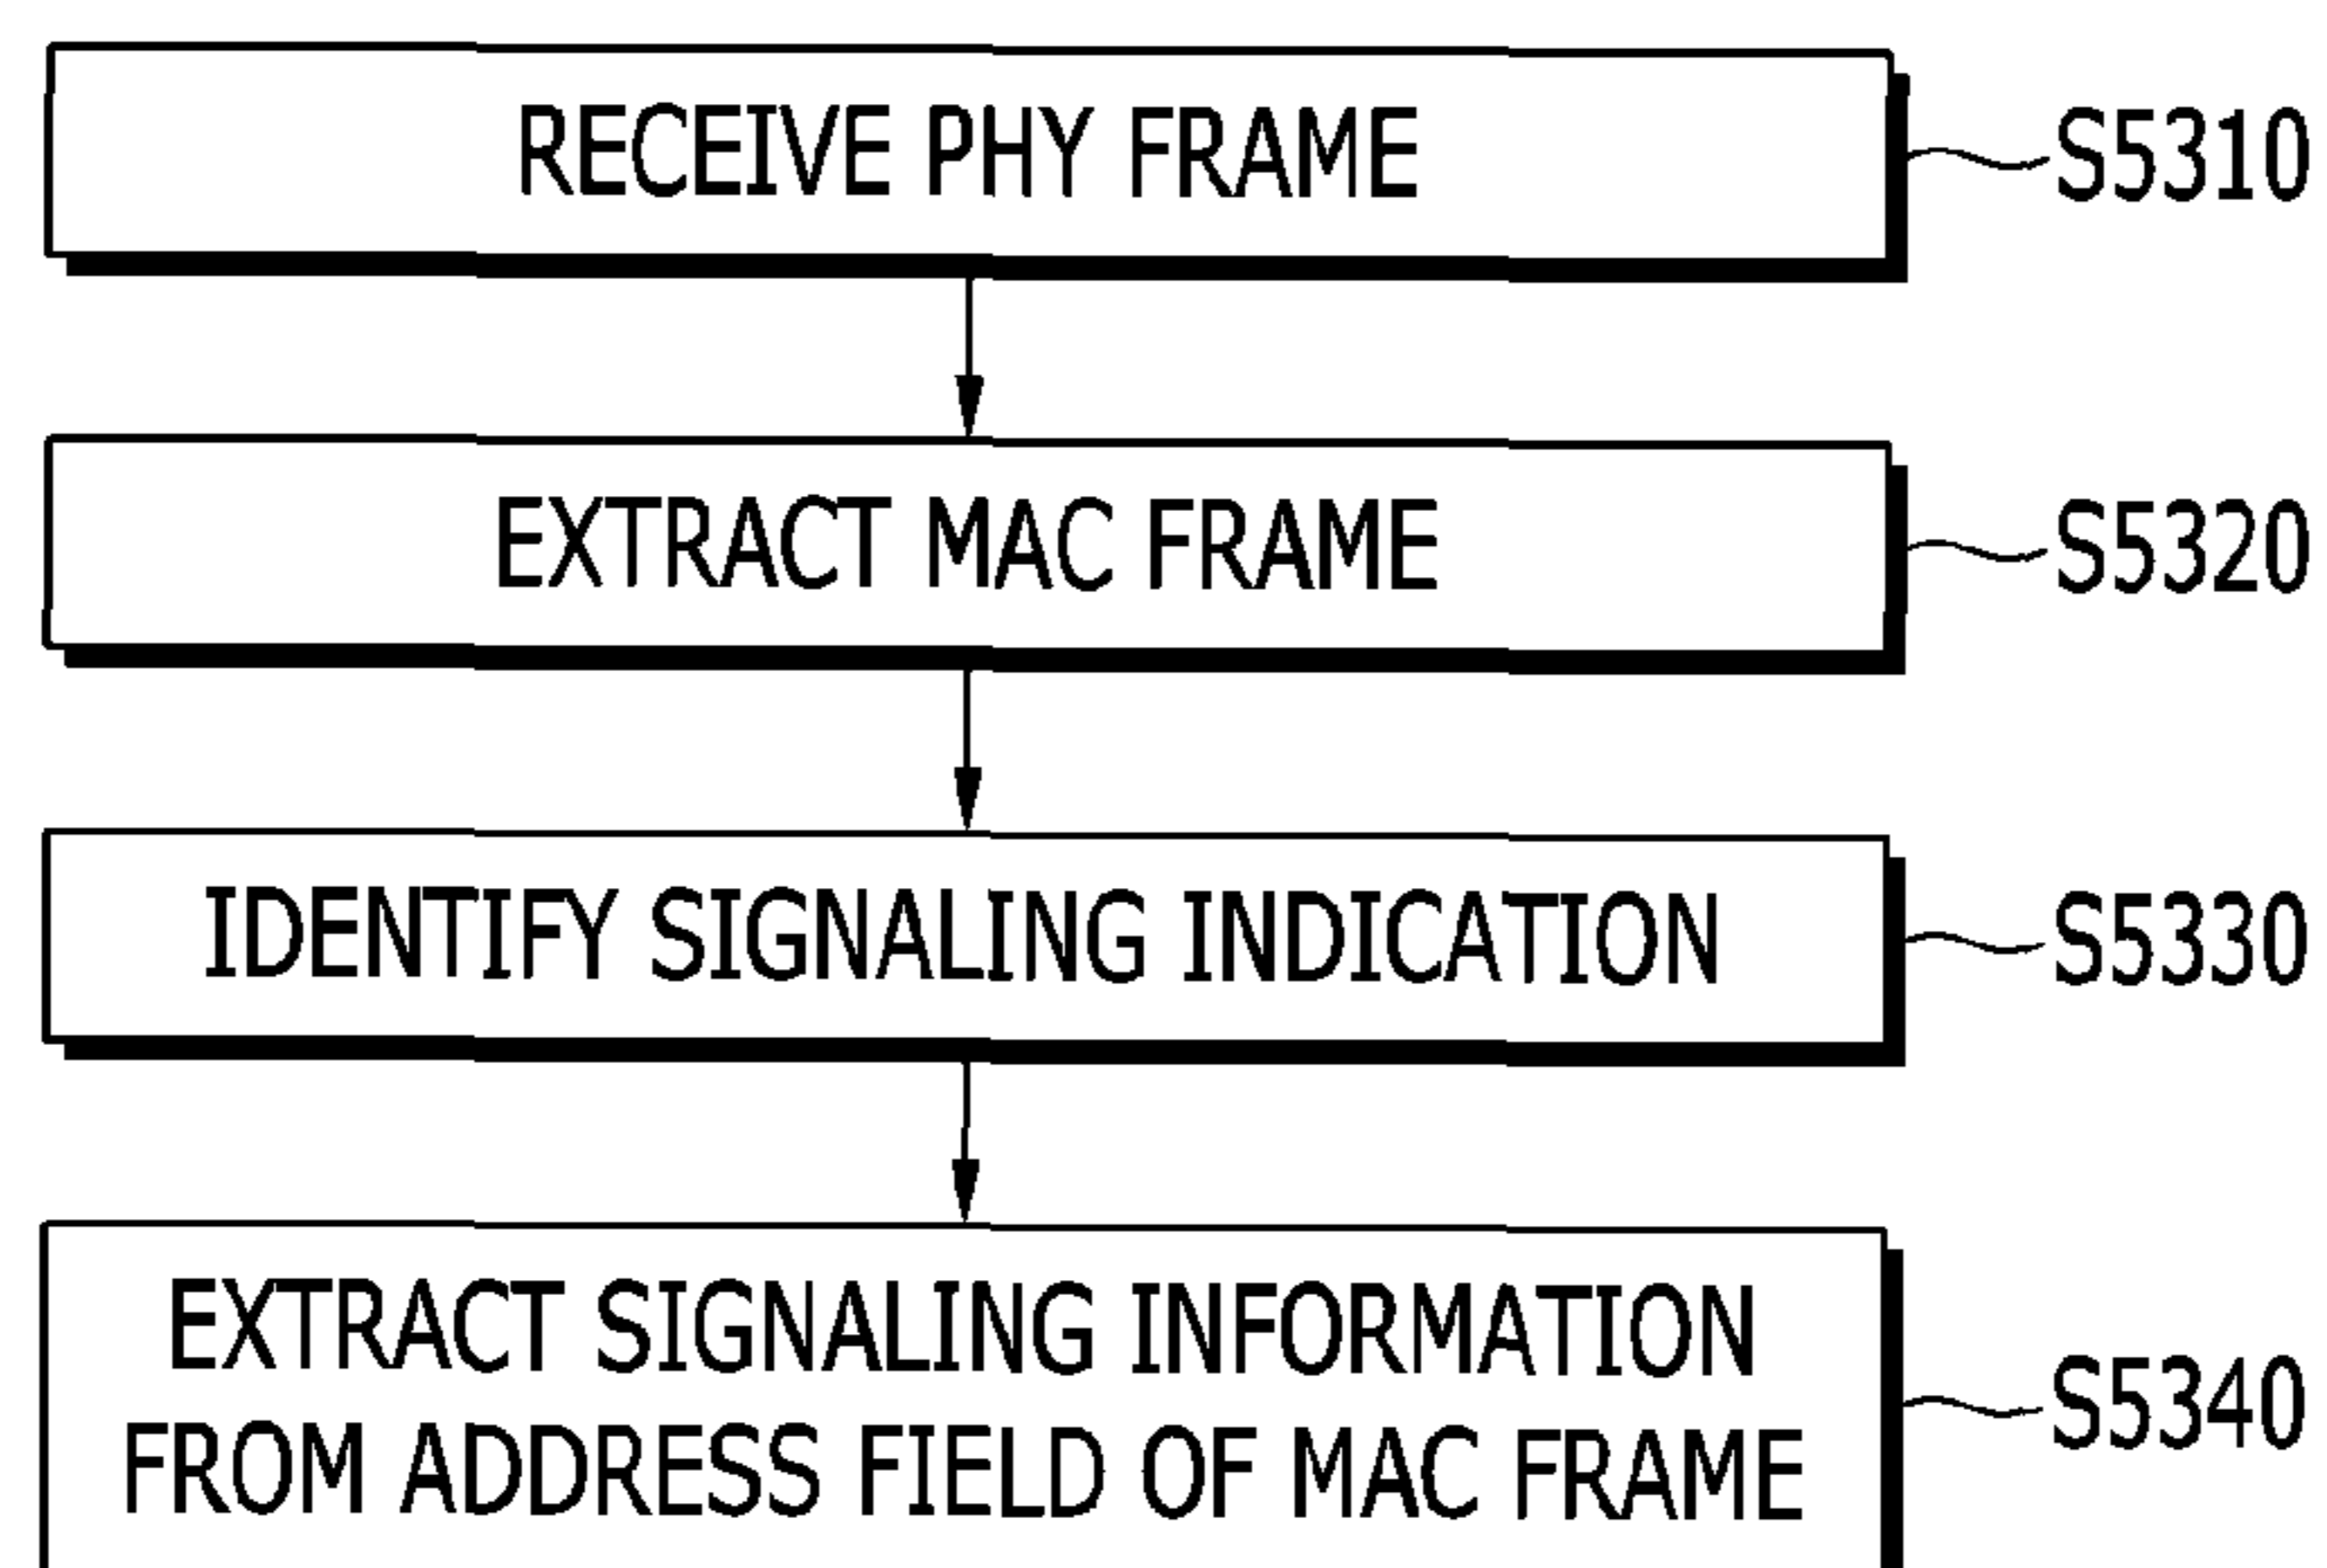 RECEIVE PHY FRAME
S5310
EXTRACT MAC FRAME
S5320
IDENTIFY SIGNALING INDICATION
S5330
EXTRACT SIGNALING INFORMATION
FROM ADDRESS FIELD OF MAC FRAME
S5340